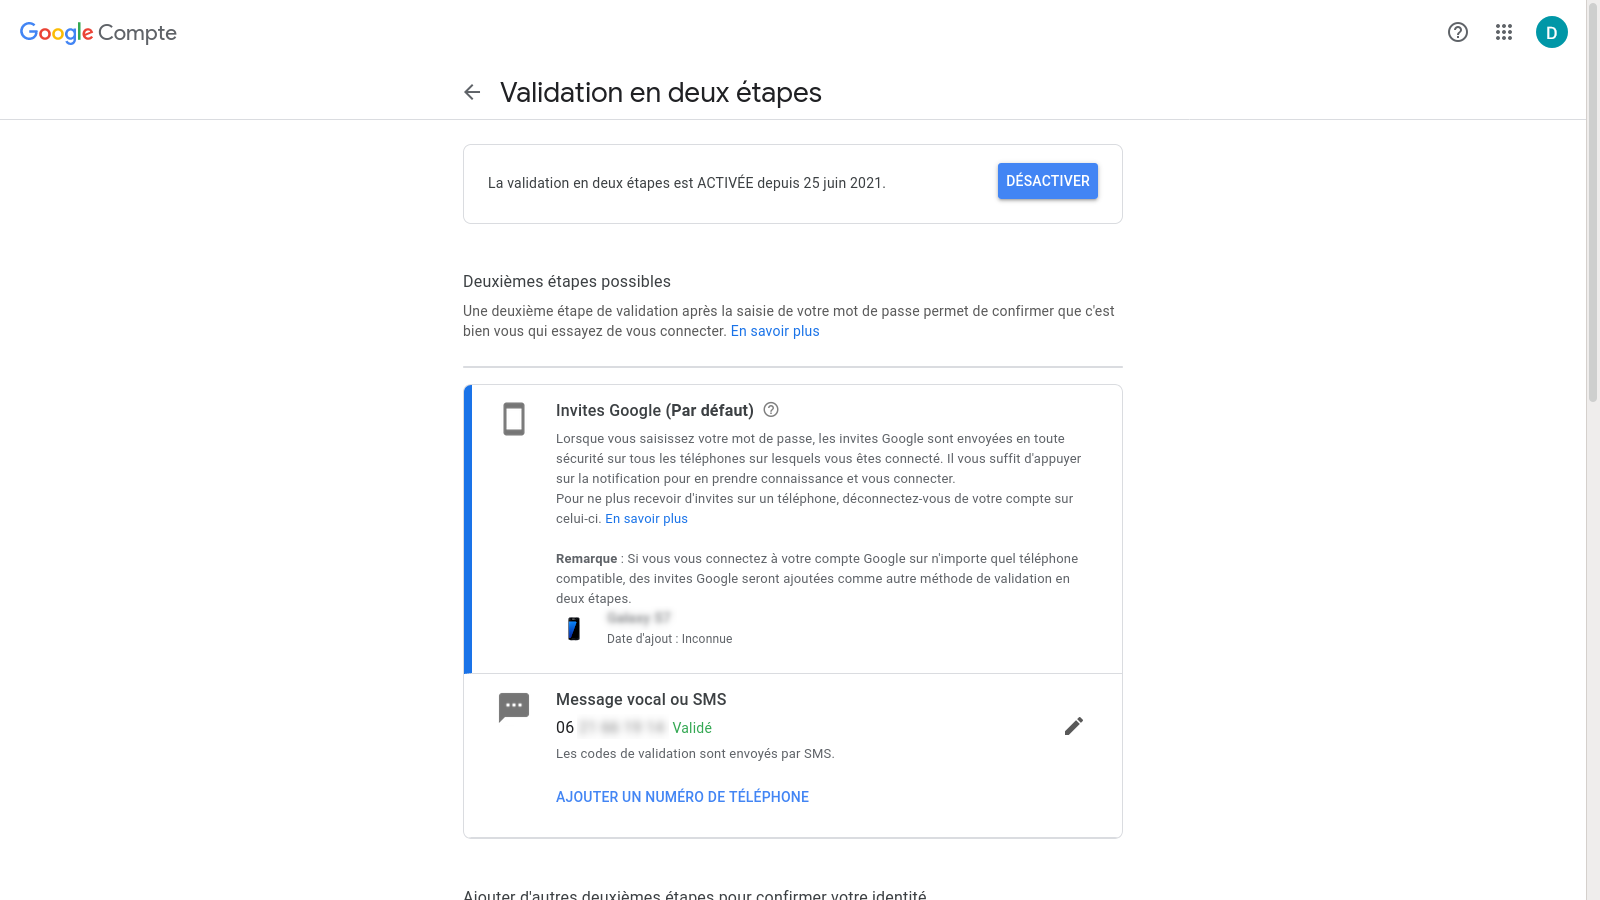 Google Compte
D
Validation en deux étapes
La validation en deux étapes est ACTIVÉE depuis 25 juin 2021.
DÉSACTIVER
Deuxièmes étapes possibles
Une deuxième étape de validation après la saisie de votre mot de passe permet de confirmer que c'est
bien vous qui essayez de vous connecter. En savoir plus
Invites Google (Par défaut)
Lorsque vous saisissez votre mot de passe, les invites Google sont envoyées en toute
sécurité sur tous les téléphones sur lesquels vous êtes connecté. Il vous suffit d'appuyer
sur la notification pour en prendre connaissance et vous connecter.
Pour ne plus recevoir d'invites sur un téléphone, déconnectez-vous de votre compte sur
celui-ci. En savoir plus
Remarque : Si vous vous connectez à votre compte Google sur n'importe quel téléphone
compatible, des invites Google seront ajoutées comme autre méthode de validation en
deux étapes.
Date d'ajout : Inconnue
Message vocal ou SMS
06 Validé
Les codes de validation sont envoyés par SMS.
AJOUTER UN NUMÉRO DE TÉLÉPHONE
Ajouter d'autres deuxièmes étapes pour confirmer votre identité